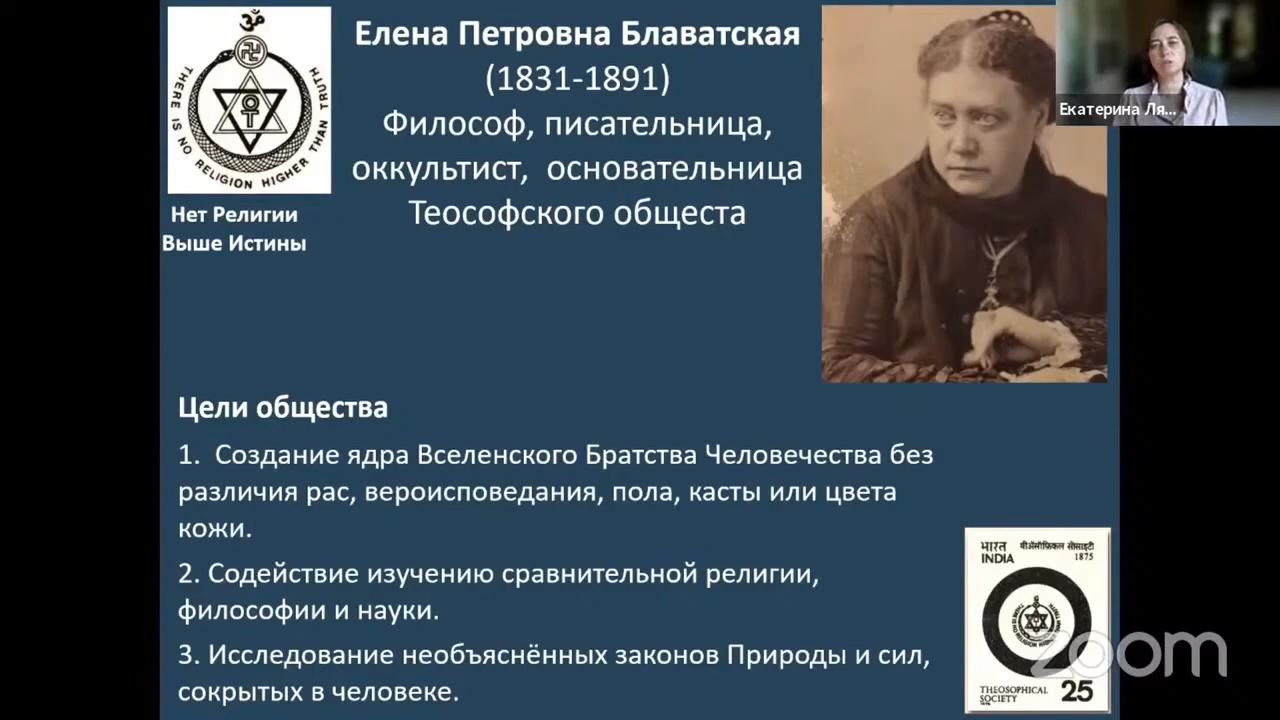 ॐ
THERE IS NO RELIGION HIGHER THAN TRUTH
Нет Религии
Выше Истины
Елена Петровна Блаватская
(1831-1891)
Философ, писательница,
оккультист, основательница
Теософского общеста
Екатерина Ля...
Цели общества
1. Создание ядра Вселенского Братства Человечества без
различия рас, вероисповедания, пола, касты или цвета
кожи.
2. Содействие изучению сравнительной религии,
философии и науки.
3. Исследование необъяснённых законов Природы и сил,
сокрытых в человеке.
भारत
INDIA
थीऑसॉफिकल सोसाइटी
1875
THEOSOPHICAL
SOCIETY
25
zoom